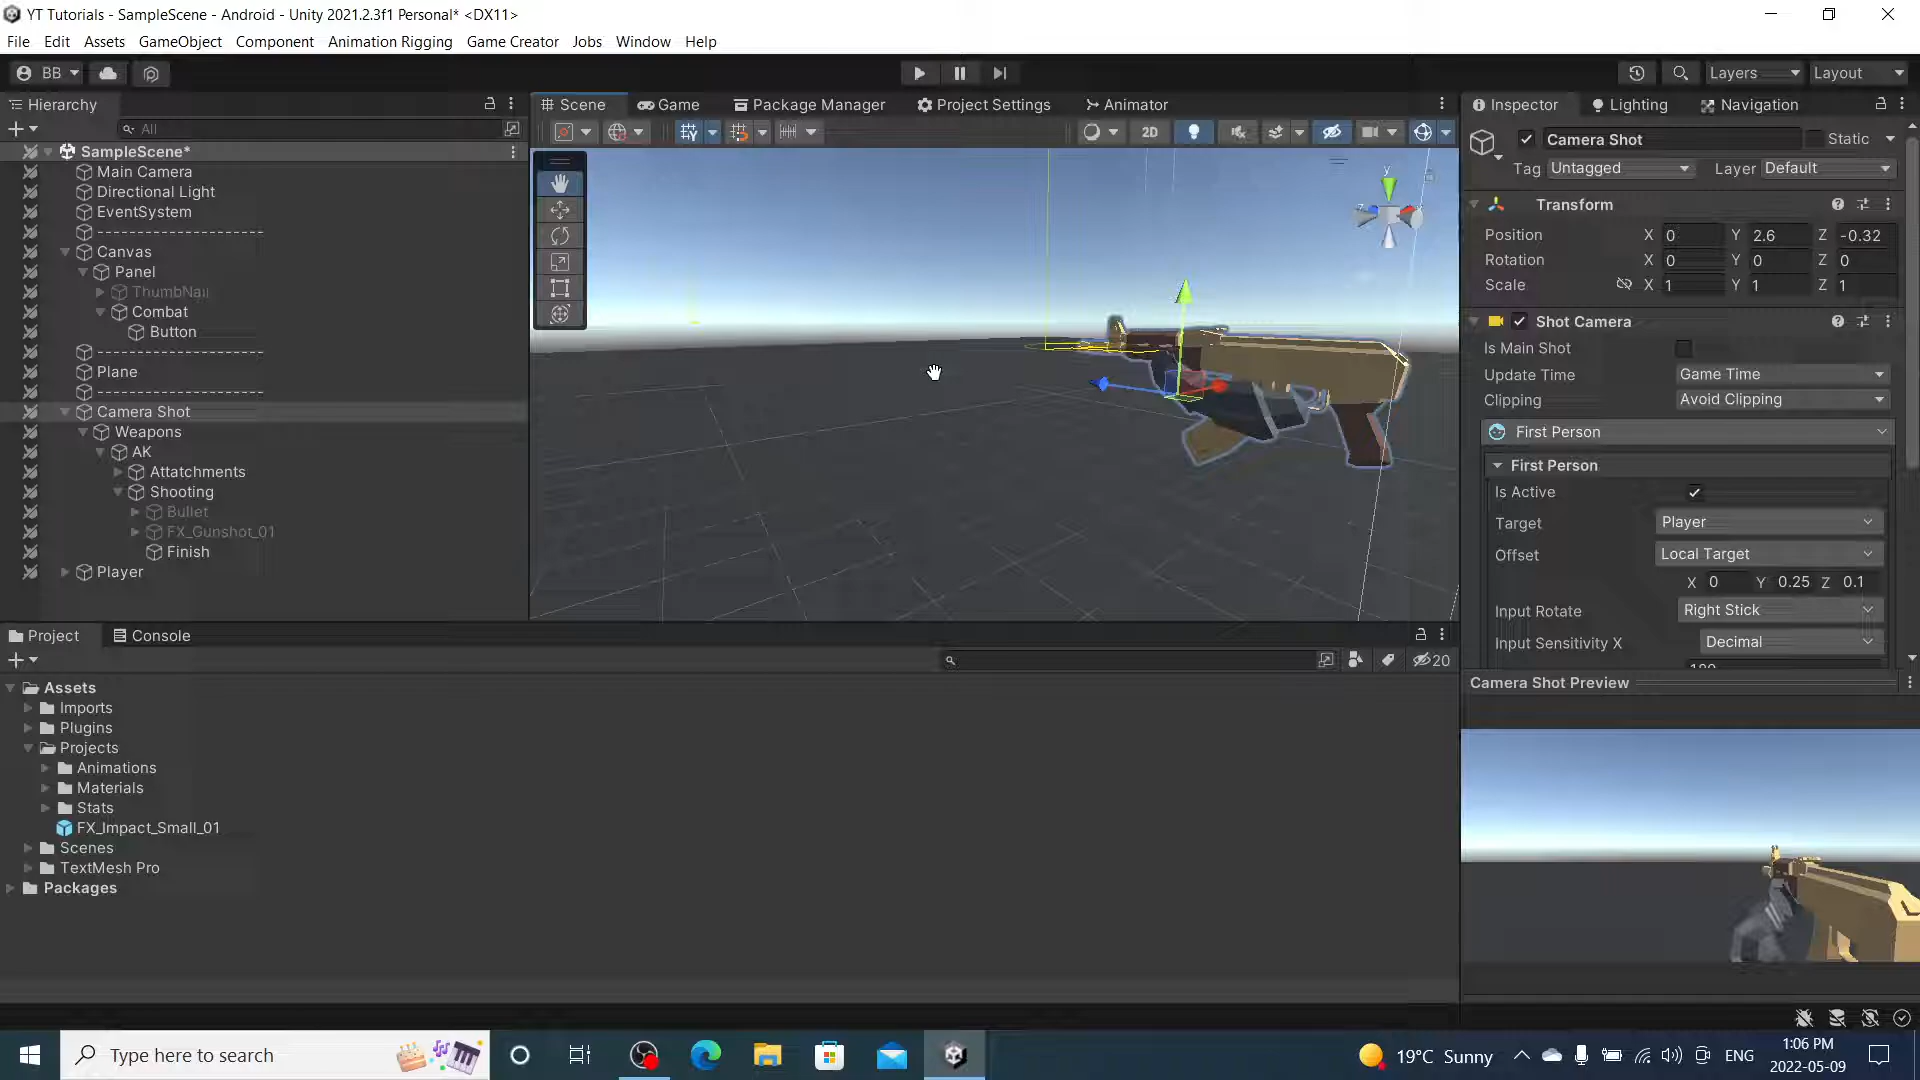 YT Tutorials - SampleScene - Android - Unity 2021.2.3f1 Personal* <DX11>
File Edit Assets GameObject Component Animation Rigging Game Creator Jobs Window Help
BB
Layers Layout
Hierarchy
All
SampleScene*
Main Camera
Directional Light
EventSystem
--------------------
Canvas
Panel
ThumbNail
Combat
Button
--------------------
Plane
--------------------
Camera Shot
Weapons
AK
Attatchments
Shooting
Bullet
FX_Gunshot_01
Finish
Player
Scene Game Package Manager Project Settings Animator
2D
y
Inspector Lighting Navigation
Camera Shot Static
Tag Untagged Layer Default
Transform
Position X 0 Y 2.6 Z -0.32
Rotation X 0 Y 0 Z 0
Scale X 1 Y 1 Z 1
Shot Camera
Is Main Shot
Update Time Game Time
Clipping Avoid Clipping
First Person
First Person
Is Active
Target Player
Offset Local Target
X 0 Y 0.25 Z 0.1
Input Rotate Right Stick
Input Sensitivity X Decimal
180
Camera Shot Preview
Project Console
20
Assets
Imports
Plugins
Projects
Animations
Materials
Stats
FX_Impact_Small_01
Scenes
TextMesh Pro
Packages
Type here to search
19°C Sunny
ENG
1:06 PM
2022-05-09